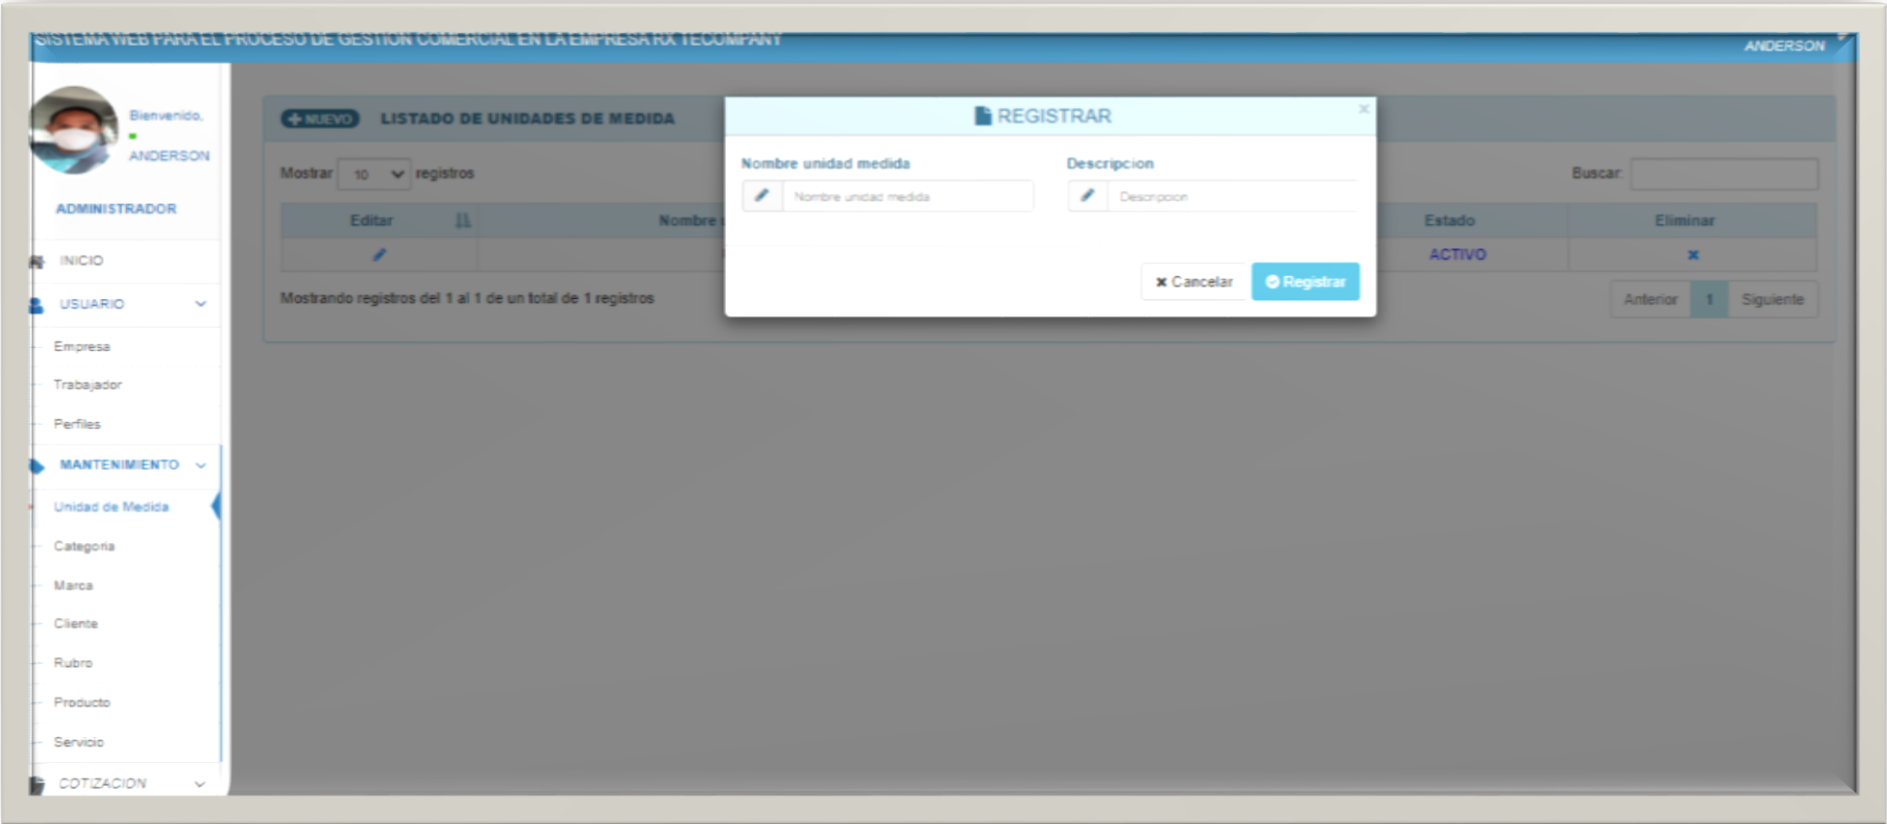 SISTEMA WEB PARA EL PROCESO DE GESTION COMERCIAL EN LA EMPRESA RX TECOMPANY
ANDERSON
Bienvenido,
ANDERSON
ADMINISTRADOR
INICIO
USUARIO
Empresa
Trabajador
Perfiles
MANTENIMIENTO
Unidad de Medida
Categoria
Marca
Cliente
Rubro
Producto
Servicio
COTIZACION
NUEVO LISTADO DE UNIDADES DE MEDIDA
Mostrar 10 registros
Buscar:
Editar Nombre Estado Eliminar
ACTIVO
Mostrando registros del 1 al 1 de un total de 1 registros
Anterior 1 Siguiente
REGISTRAR
Nombre unidad medida Descripcion
Nombre unidad medida Descripcion
Cancelar Registrar